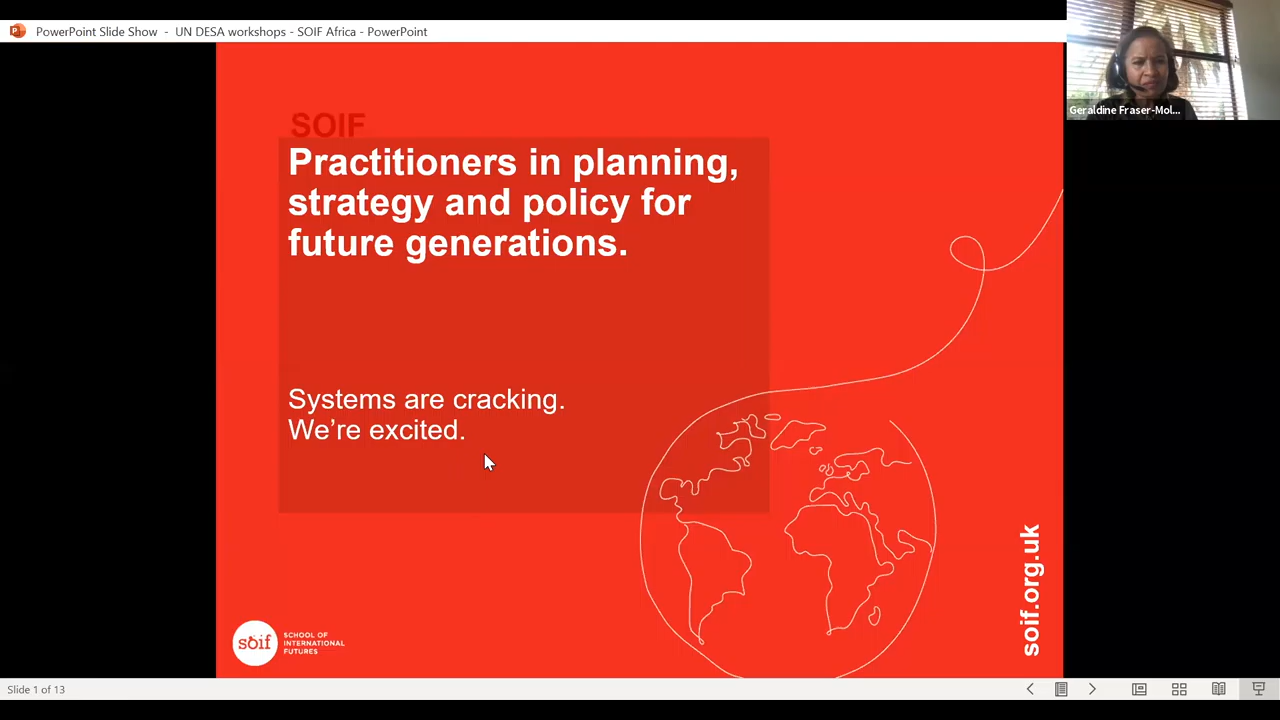 PowerPoint Slide Show - UN DESA workshops - SOIF Africa - PowerPoint
Geraldine Fraser-Mol...
SOIF
Practitioners in planning,
strategy and policy for
future generations.
Systems are cracking.
We’re excited.
soif.org.uk
soif
SCHOOL OF
INTERNATIONAL
FUTURES
Slide 1 of 13